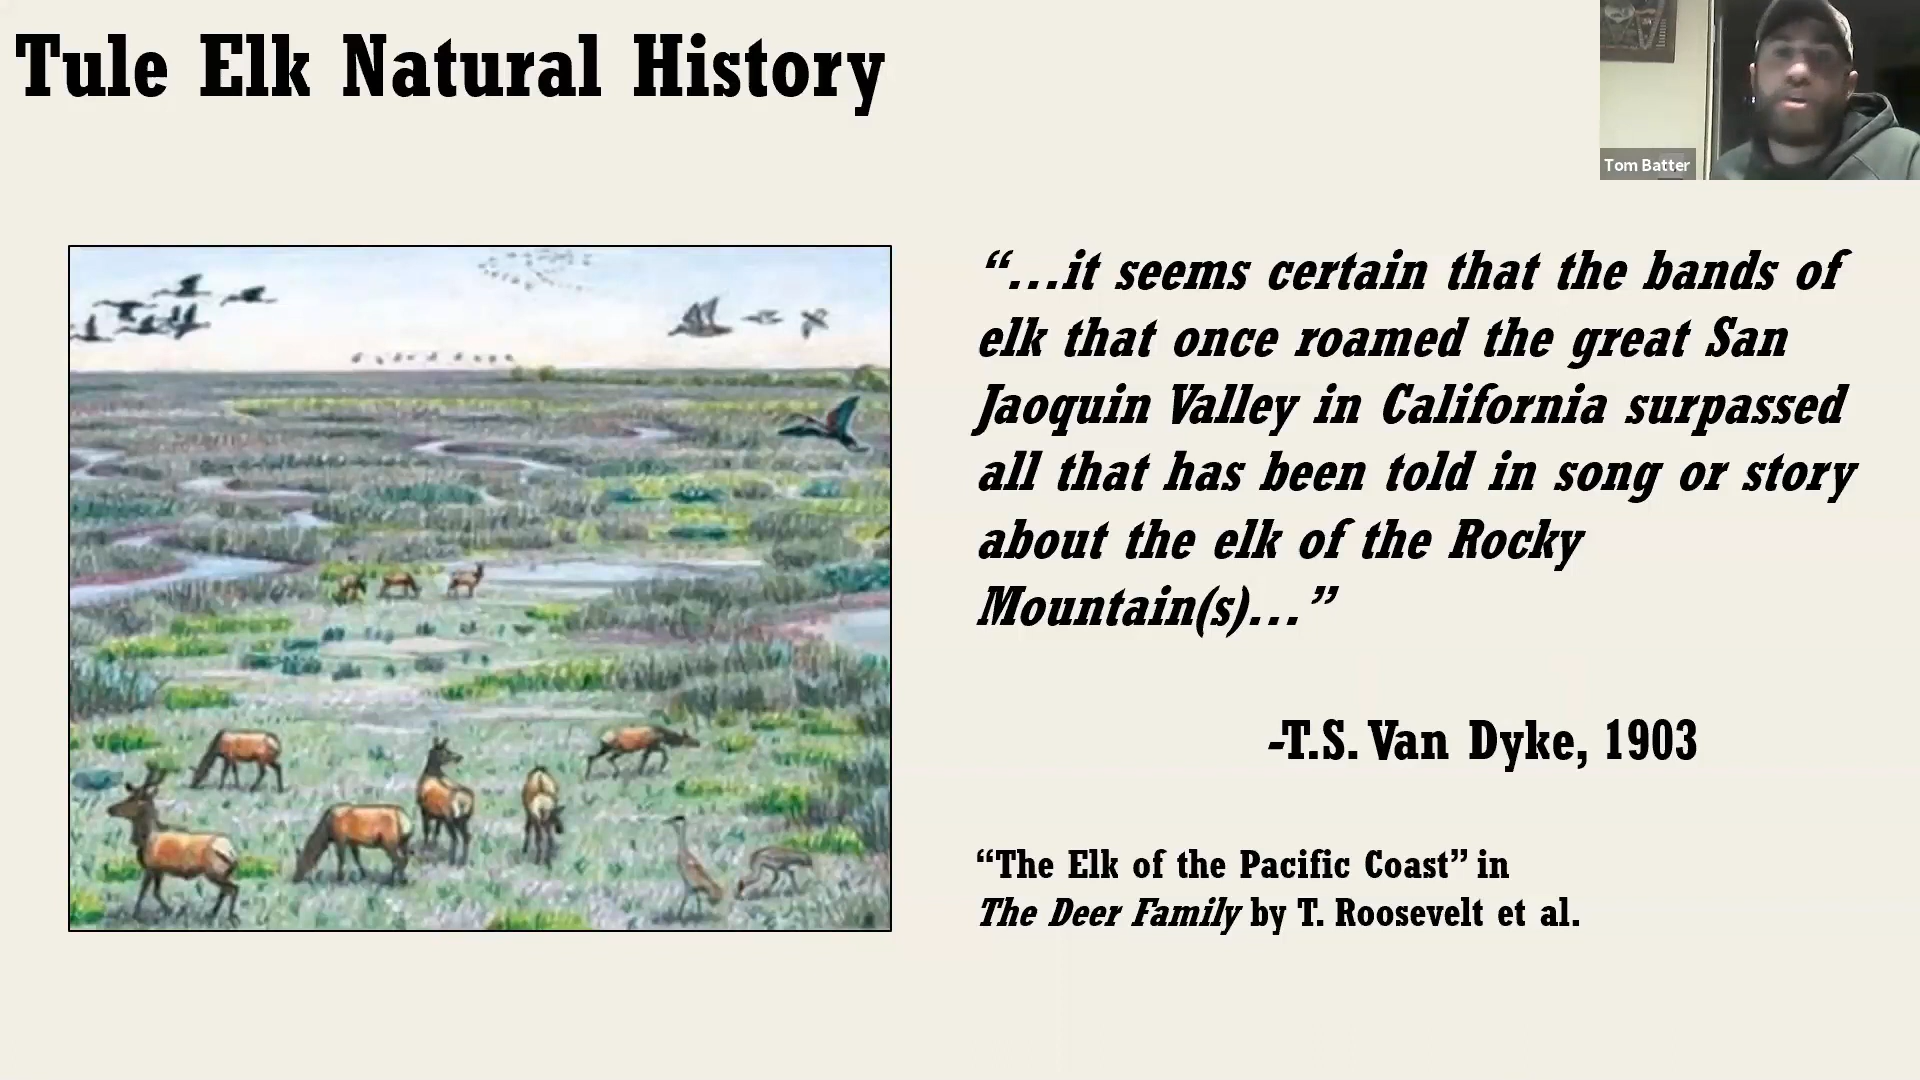 Tule Elk Natural History
Tom Batter
“…it seems certain that the bands of
elk that once roamed the great San
Jaoquin Valley in California surpassed
all that has been told in song or story
about the elk of the Rocky
Mountain(s)…”
-T.S. Van Dyke, 1903
“The Elk of the Pacific Coast” in
The Deer Family by T. Roosevelt et al.